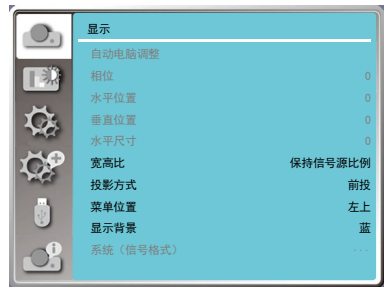 显示
自动电脑调整
相位 0
水平位置 0
垂直位置 0
水平尺寸 0
宽高比 保持信号源比例
投影方式 前投
菜单位置 左上
显示背景 蓝
系统（信号格式） ...